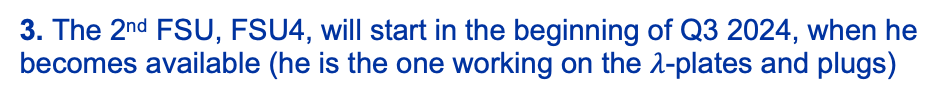 3. The 2nd FSU, FSU4, will start in the beginning of Q3 2024, when he
becomes available (he is the one working on the λ-plates and plugs)